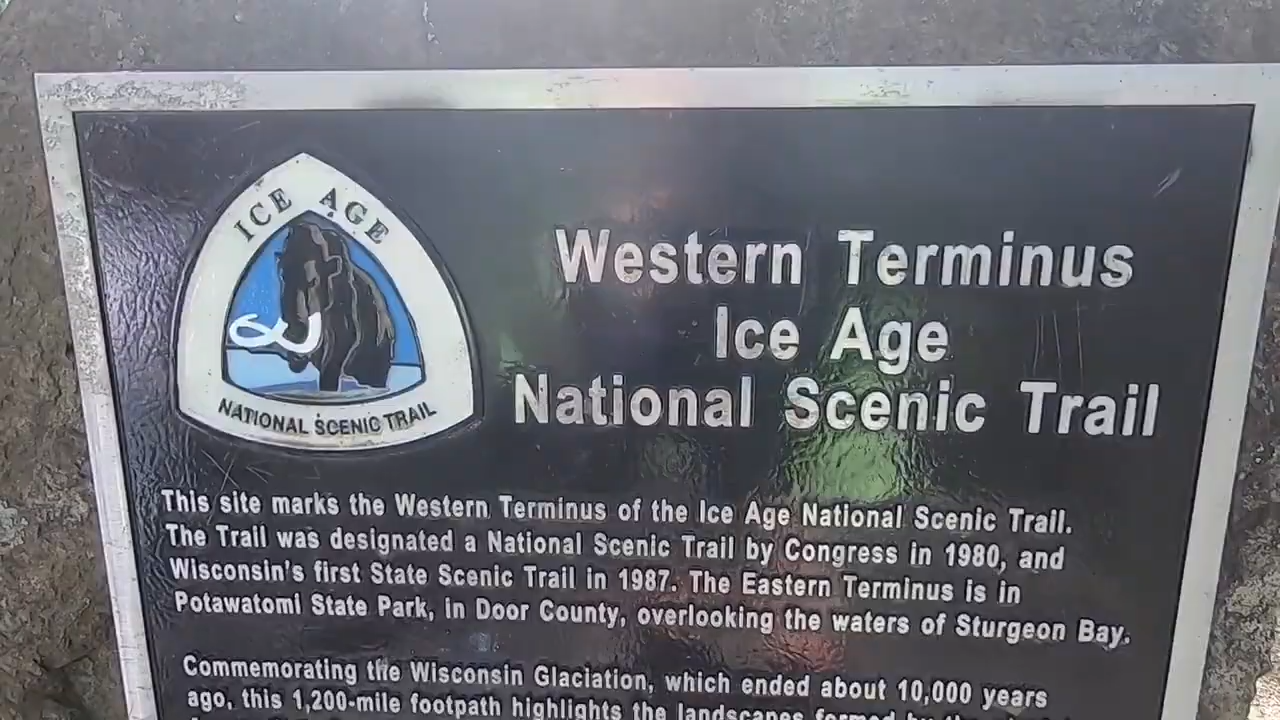 ICE AGE
NATIONAL SCENIC TRAIL
Western Terminus
Ice Age
National Scenic Trail
This site marks the Western Terminus of the Ice Age National Scenic Trail.
The Trail was designated a National Scenic Trail by Congress in 1980, and
Wisconsin's first State Scenic Trail in 1987. The Eastern Terminus is in
Potawatomi State Park, in Door County, overlooking the waters of Sturgeon Bay.
Commemorating the Wisconsin Glaciation, which ended about 10,000 years
ago, this 1,200-mile footpath highlights the landscapes formed by